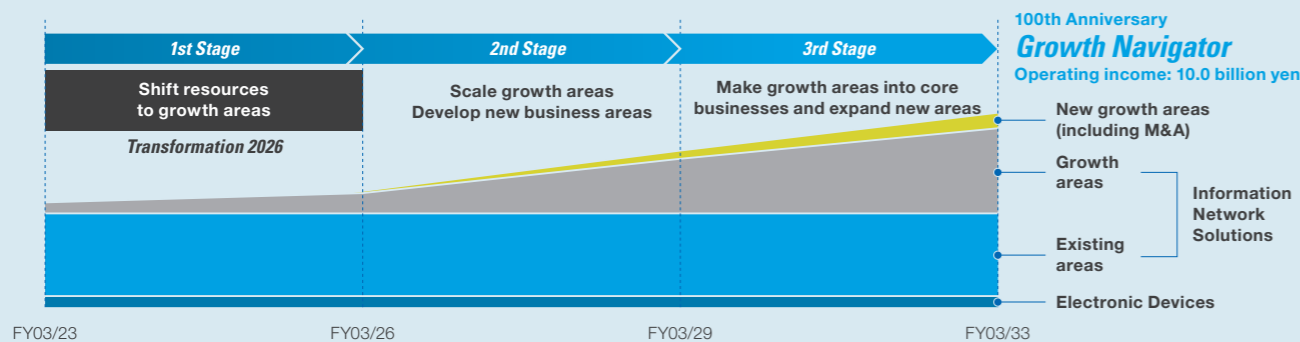 100th Anniversary
Growth Navigator
Operating income: 10.0 billion yen
1st Stage
2nd Stage
3rd Stage
Shift resources
to growth areas
Transformation 2026
Scale growth areas
Develop new business areas
Make growth areas into core
businesses and expand new areas
New growth areas
(including M&A)
Growth
areas
Existing
areas
Information
Network
Solutions
Electronic Devices
FY03/23
FY03/26
FY03/29
FY03/33